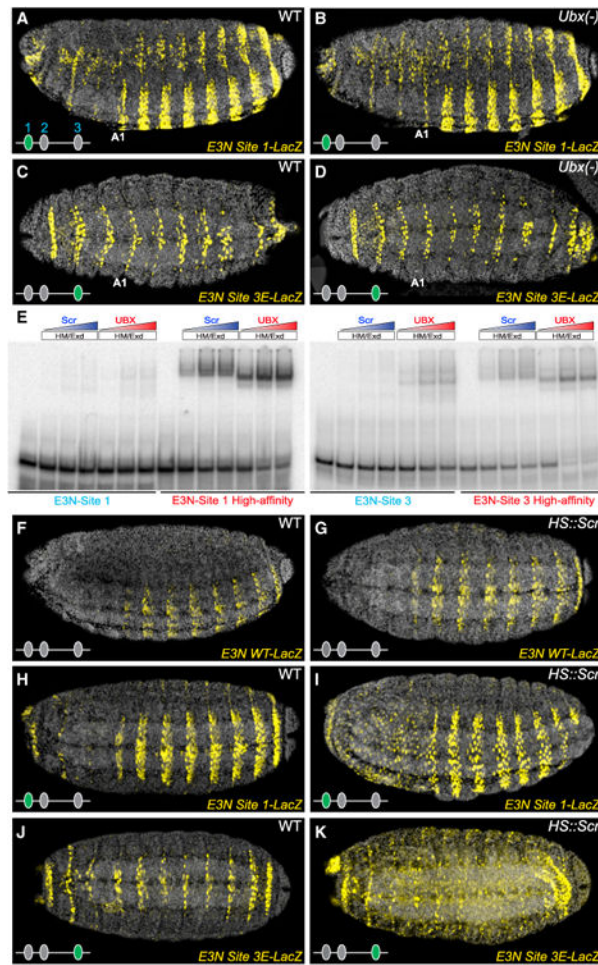 A WT
B Ubx(-)
1 2 3
A1
E3N Site 1-LacZ
A1
E3N Site 1-LacZ
C WT
D Ubx(-)
A1
E3N Site 3E-LacZ
A1
E3N Site 3E-LacZ
E
Scr UBX Scr UBX Scr UBX Scr UBX
HM/Exd HM/Exd HM/Exd HM/Exd HM/Exd HM/Exd HM/Exd HM/Exd
E3N-Site 1 E3N-Site 1 High-affinity E3N-Site 3 E3N-Site 3 High-affinity
F WT
G HS::Scr
E3N WT-LacZ
E3N WT-LacZ
H WT
I HS::Scr
E3N Site 1-LacZ
E3N Site 1-LacZ
J WT
K HS::Scr
E3N Site 3E-LacZ
E3N Site 3E-LacZ